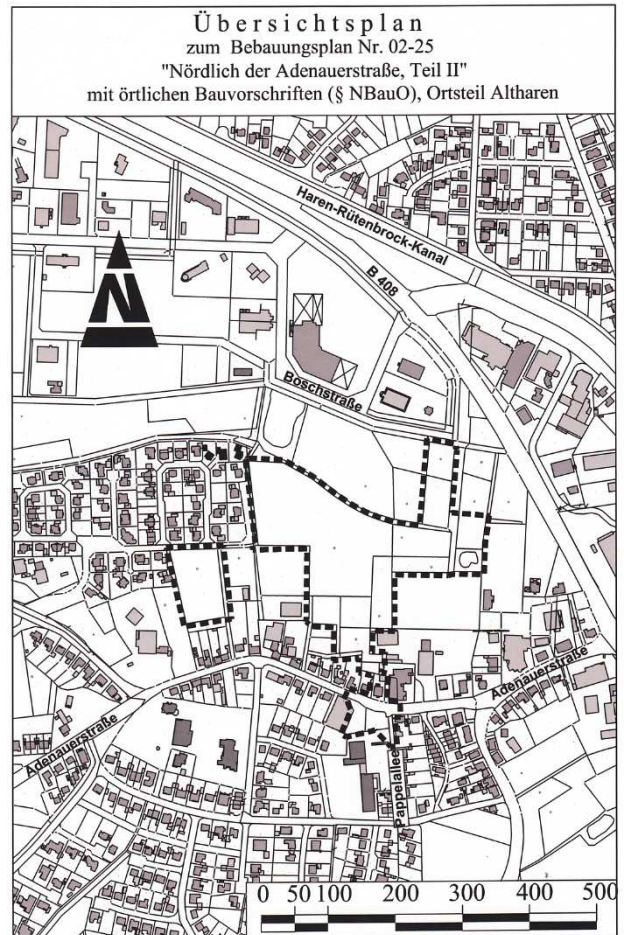 Übersichtsplan
zum Bebauungsplan Nr. 02-25
"Nördlich der Adenauerstraße, Teil II"
mit örtlichen Bauvorschriften (§ NBauO), Ortsteil Altharen
Haren-Rütenbrock-Kanal
B 408
N
Boschstraße
Adenauerstraße
Adenauerstraße
Pappelallee
0 50 100 200 300 400 500